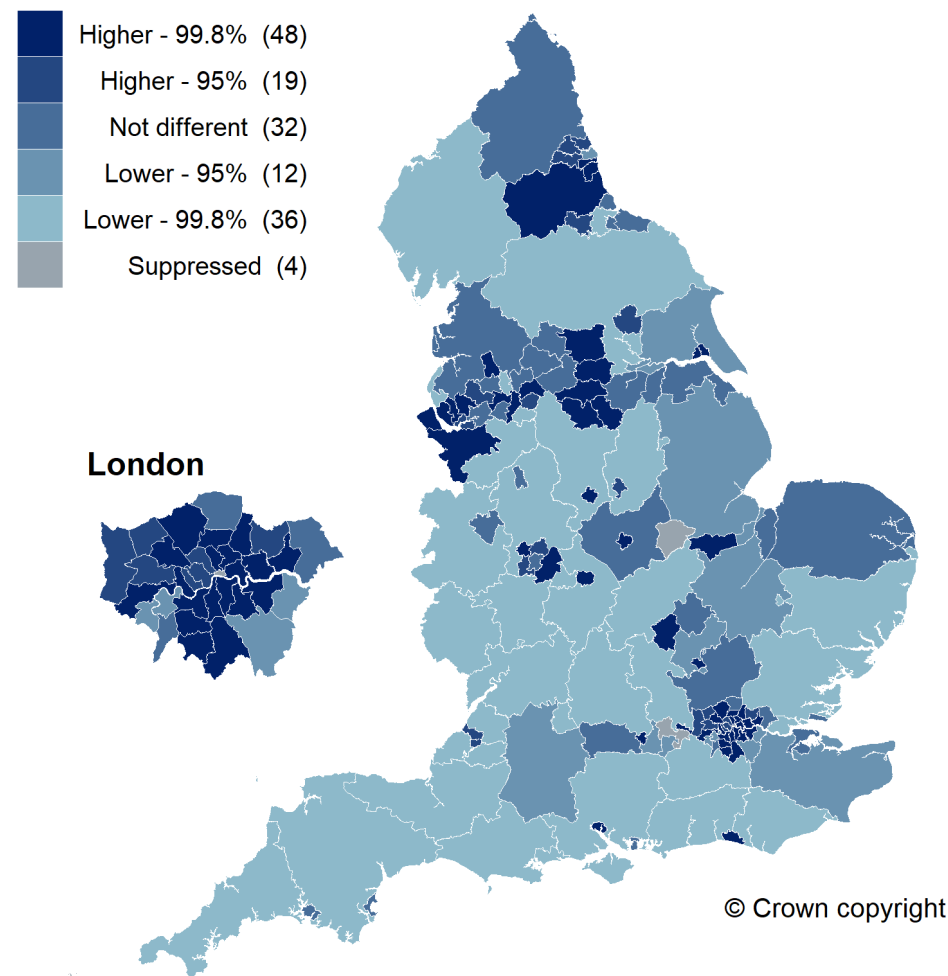 Higher - 99.8% (48)
Higher - 95% (19)
Not different (32)
Lower - 95% (12)
Lower - 99.8% (36)
Suppressed (4)
London
© Crown copyright